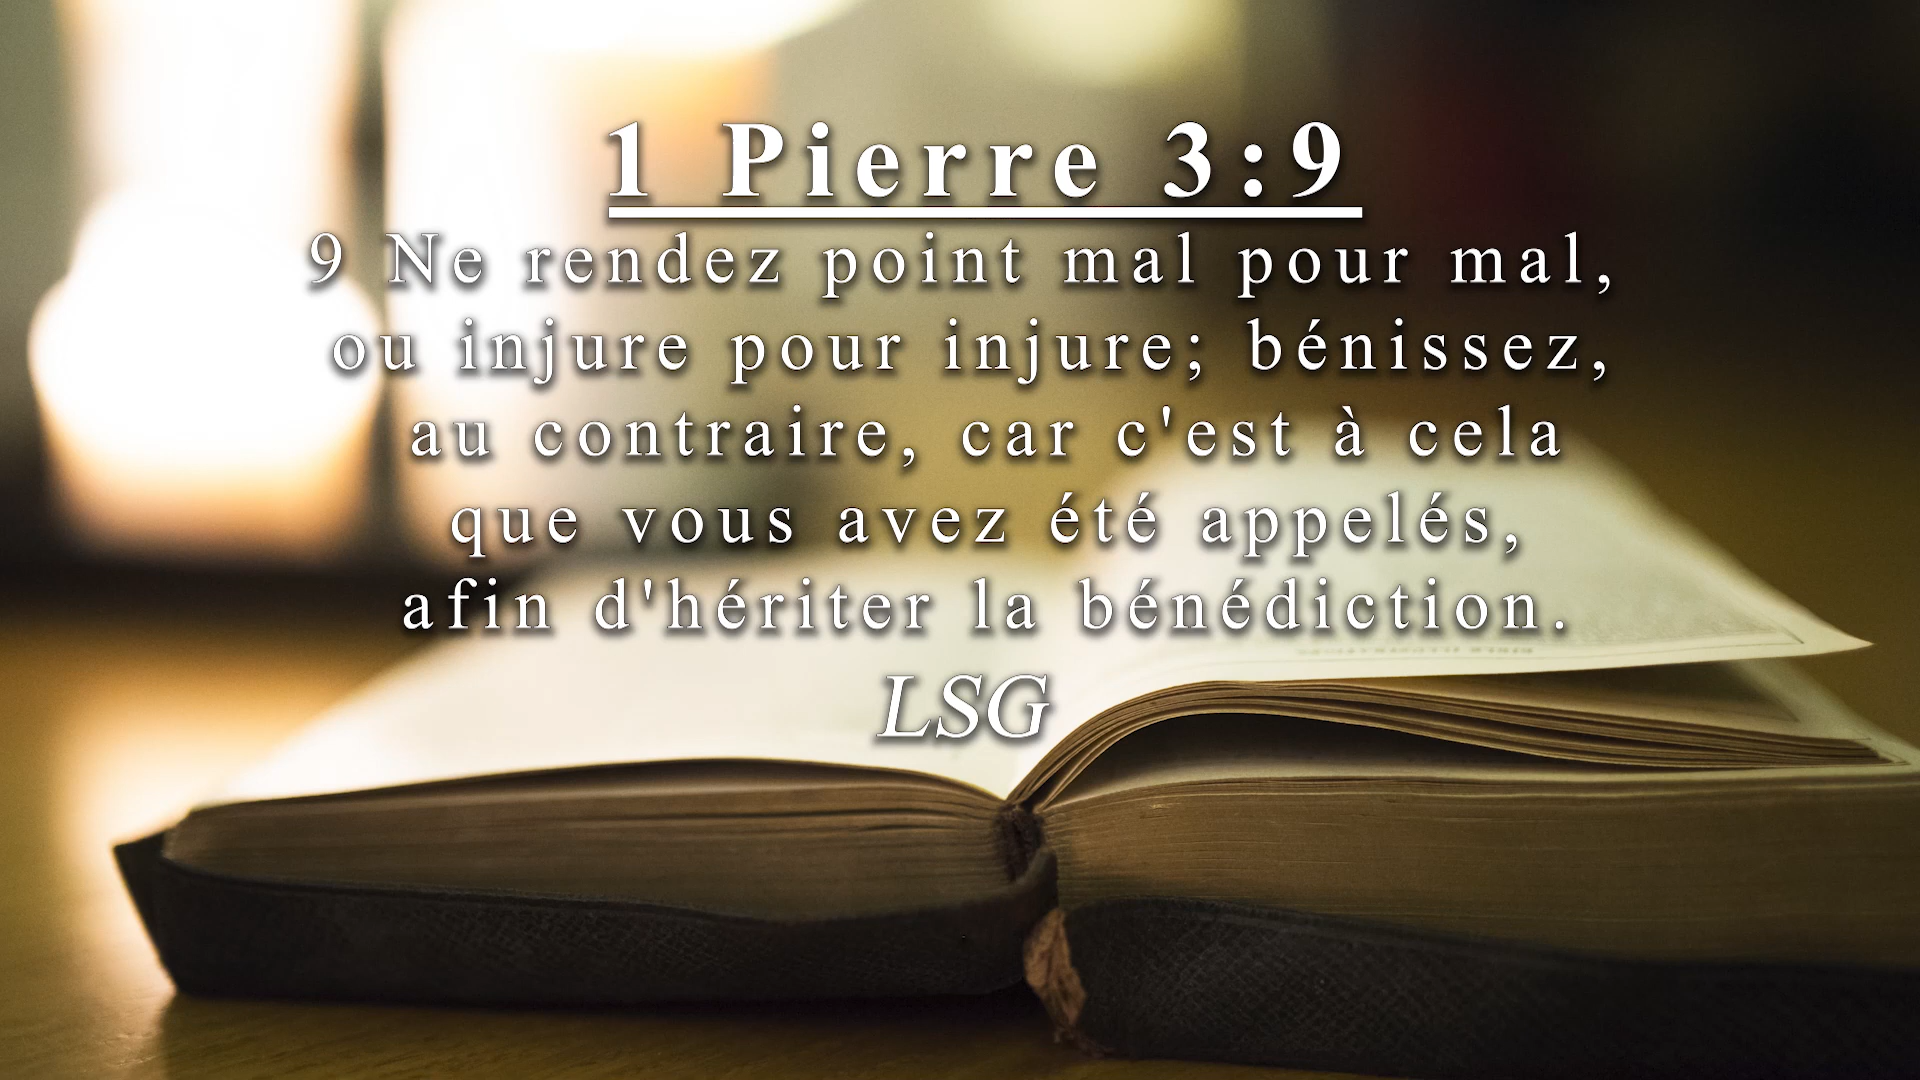 1 Pierre 3:9
9 Ne rendez point mal pour mal,
ou injure pour injure; bénissez,
au contraire, car c'est à cela
que vous avez été appelés,
afin d'hériter la bénédiction.
LSG